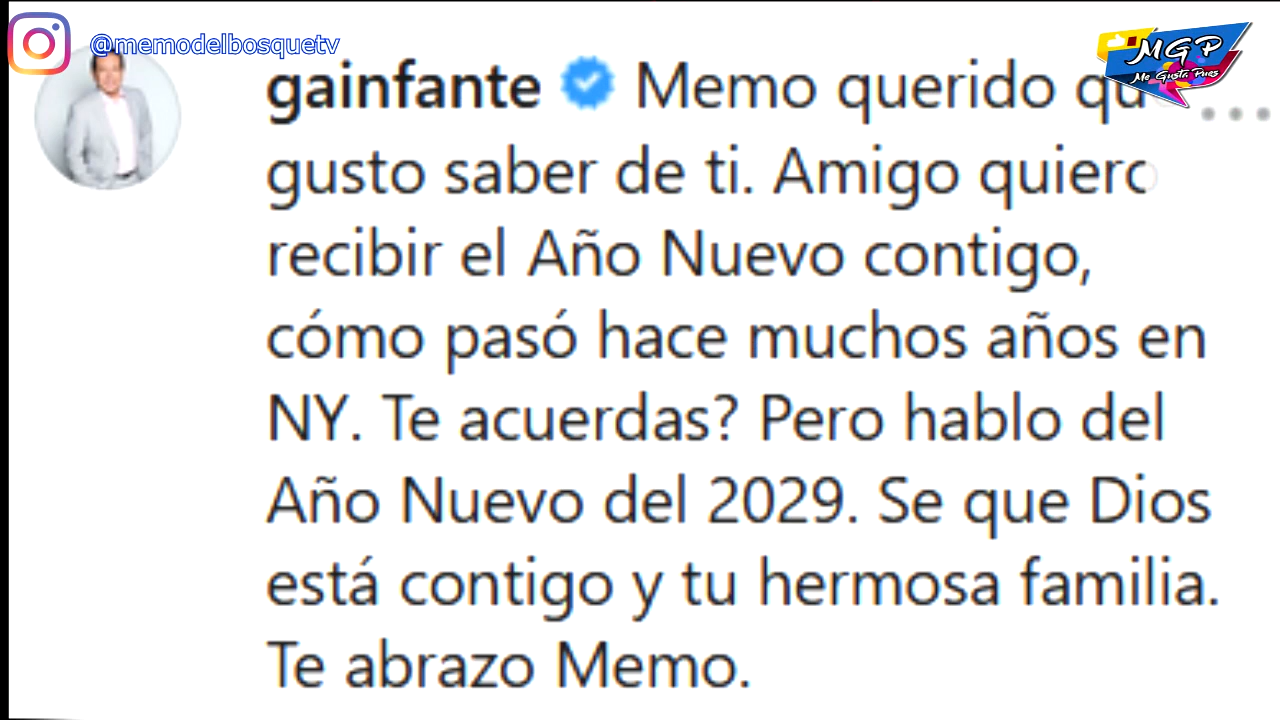 @memodelbosquetv
MGP
Me Gusta Pues
gainfante Memo querido
gusto saber de ti. Amigo quiero
recibir el Año Nuevo contigo,
cómo pasó hace muchos años en
NY. Te acuerdas? Pero hablo del
Año Nuevo del 2029. Se que Dios
está contigo y tu hermosa familia.
Te abrazo Memo.